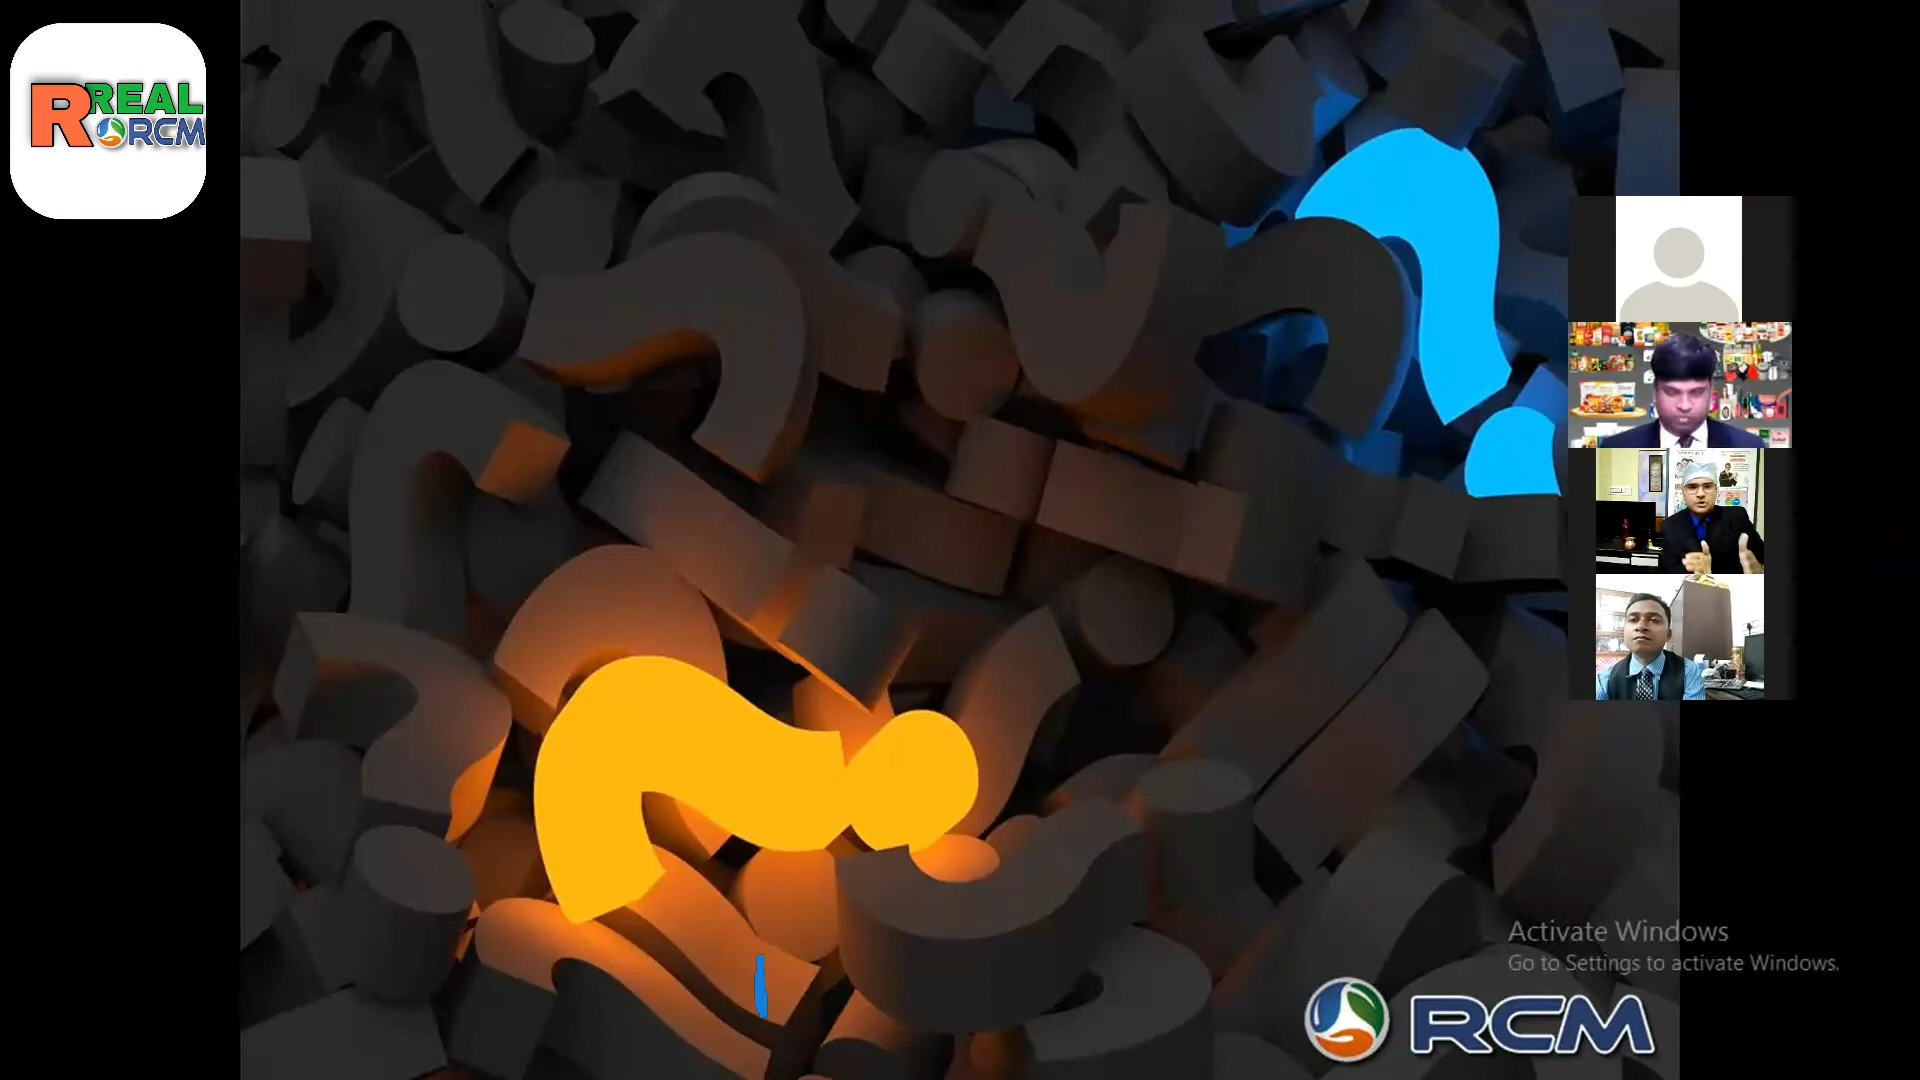 R REAL
RCM
Activate Windows
Go to Settings to activate Windows.
RCM